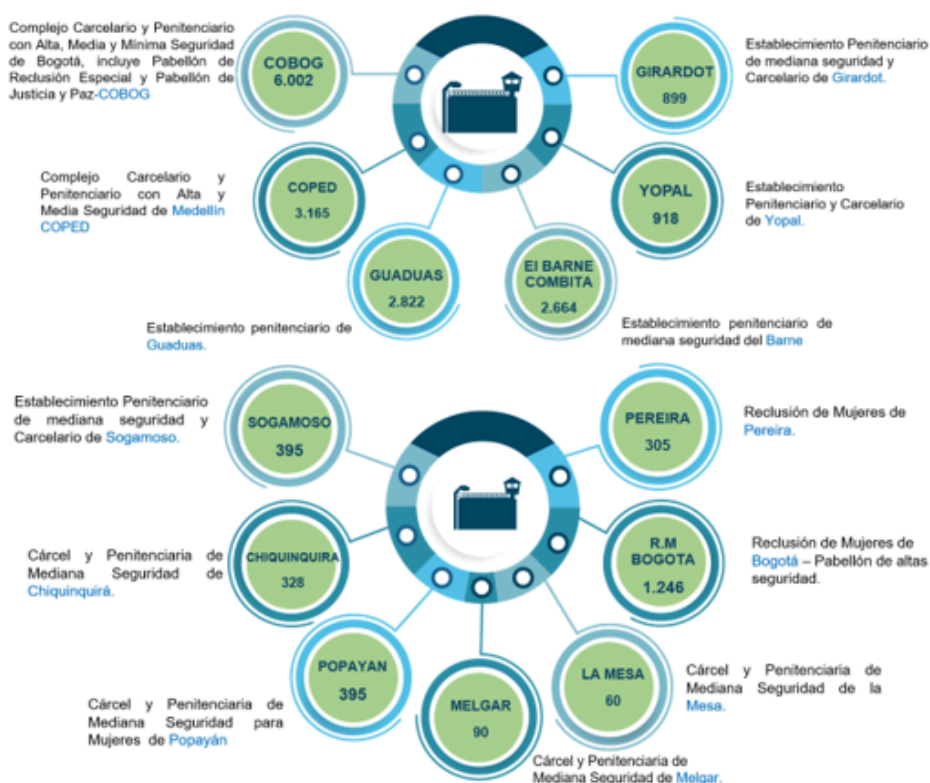 Complejo Carcelario y Penitenciario
con Alta, Media y Mínima Seguridad
de Bogotá, incluye Pabellón de
Reclusión Especial y Pabellón de
Justicia y Paz-COBOG
COBOG
6.002
GIRARDOT
899
Establecimiento Penitenciario
de mediana seguridad y
Carcelario de Girardot.
Complejo Carcelario y
Penitenciario con Alta y
Media Seguridad de Medellín
COPED
COPED
3.165
YOPAL
918
Establecimiento
Penitenciario y Carcelario
de Yopal.
GUADUAS
2.822
El BARNE
COMBITA
2.664
Establecimiento penitenciario de
Guaduas.
Establecimiento penitenciario de
mediana seguridad del Barne
Establecimiento Penitenciario
de mediana seguridad y
Carcelario de Sogamoso.
SOGAMOSO
395
PEREIRA
305
Reclusión de Mujeres de
Pereira.
Cárcel y Penitenciaria de
Mediana Seguridad de
Chiquinquirá.
CHIQUINQUIRA
328
R.M
BOGOTA
1.246
Reclusión de Mujeres de
Bogotá – Pabellón de altas
seguridad.
POPAYAN
395
MELGAR
90
LA MESA
60
Cárcel y Penitenciaria de
Mediana Seguridad de la
Mesa.
Cárcel y Penitenciaria de
Mediana Seguridad para
Mujeres de Popayán
Cárcel y Penitenciaria de
Mediana Seguridad de Melgar.